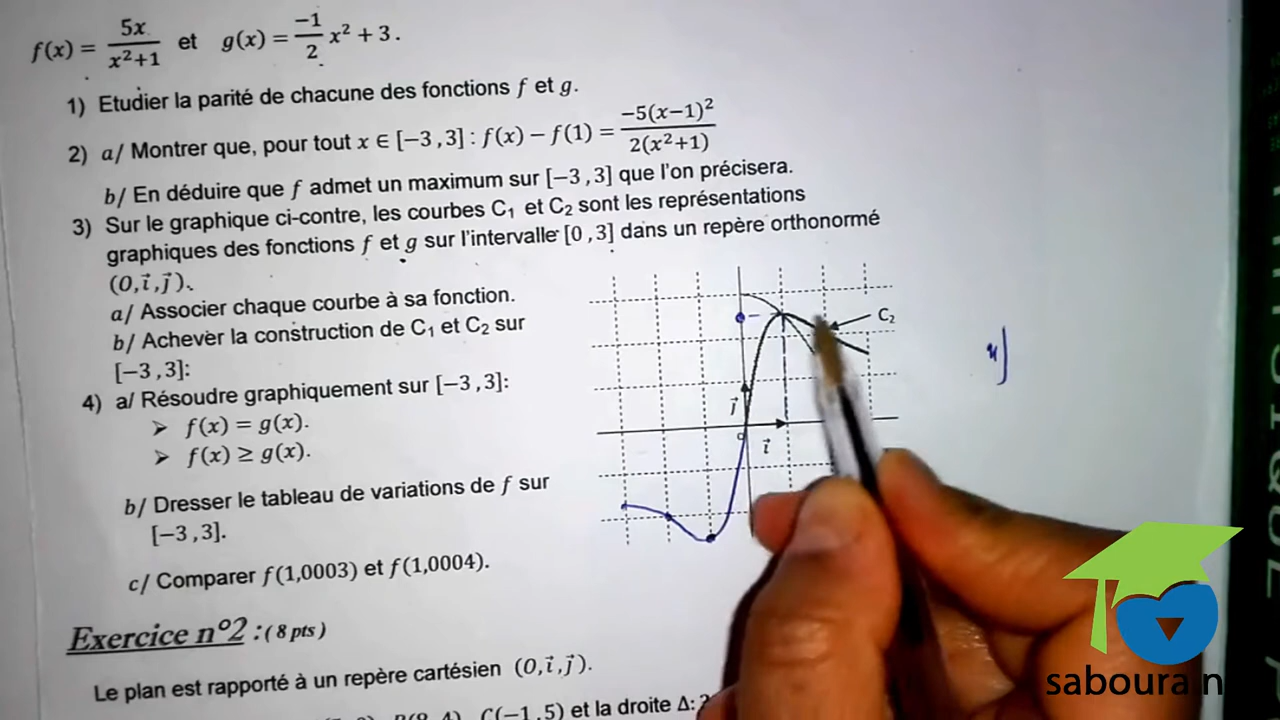 f(x) = 5x/(x²+1) et g(x) = -1/2 x² + 3.
1) Etudier la parité de chacune des fonctions f et g.
2) a/ Montrer que, pour tout x ∈ [−3 ,3] : f(x) − f(1) = −5(x−1)²/2(x²+1)
b/ En déduire que f admet un maximum sur [−3 ,3] que l'on précisera.
3) Sur le graphique ci-contre, les courbes C₁ et C₂ sont les représentations
graphiques des fonctions f et g sur l'intervalle [0 ,3] dans un repère orthonormé
(O,i⃗,j⃗).
a/ Associer chaque courbe à sa fonction.
b/ Achever la construction de C₁ et C₂ sur
[−3 ,3]:
4) a/ Résoudre graphiquement sur [−3 ,3]:
➢ f(x) = g(x).
➢ f(x) ≥ g(x).
b/ Dresser le tableau de variations de f sur
[−3 ,3].
c/ Comparer f(1,0003) et f(1,0004).
C₂
j⃗
o
i⃗
Exercice n°2 : ( 8 pts )
Le plan est rapporté à un repère cartésien (O,i⃗,j⃗).
C(−1 ,5) et la droite Δ:
saboura